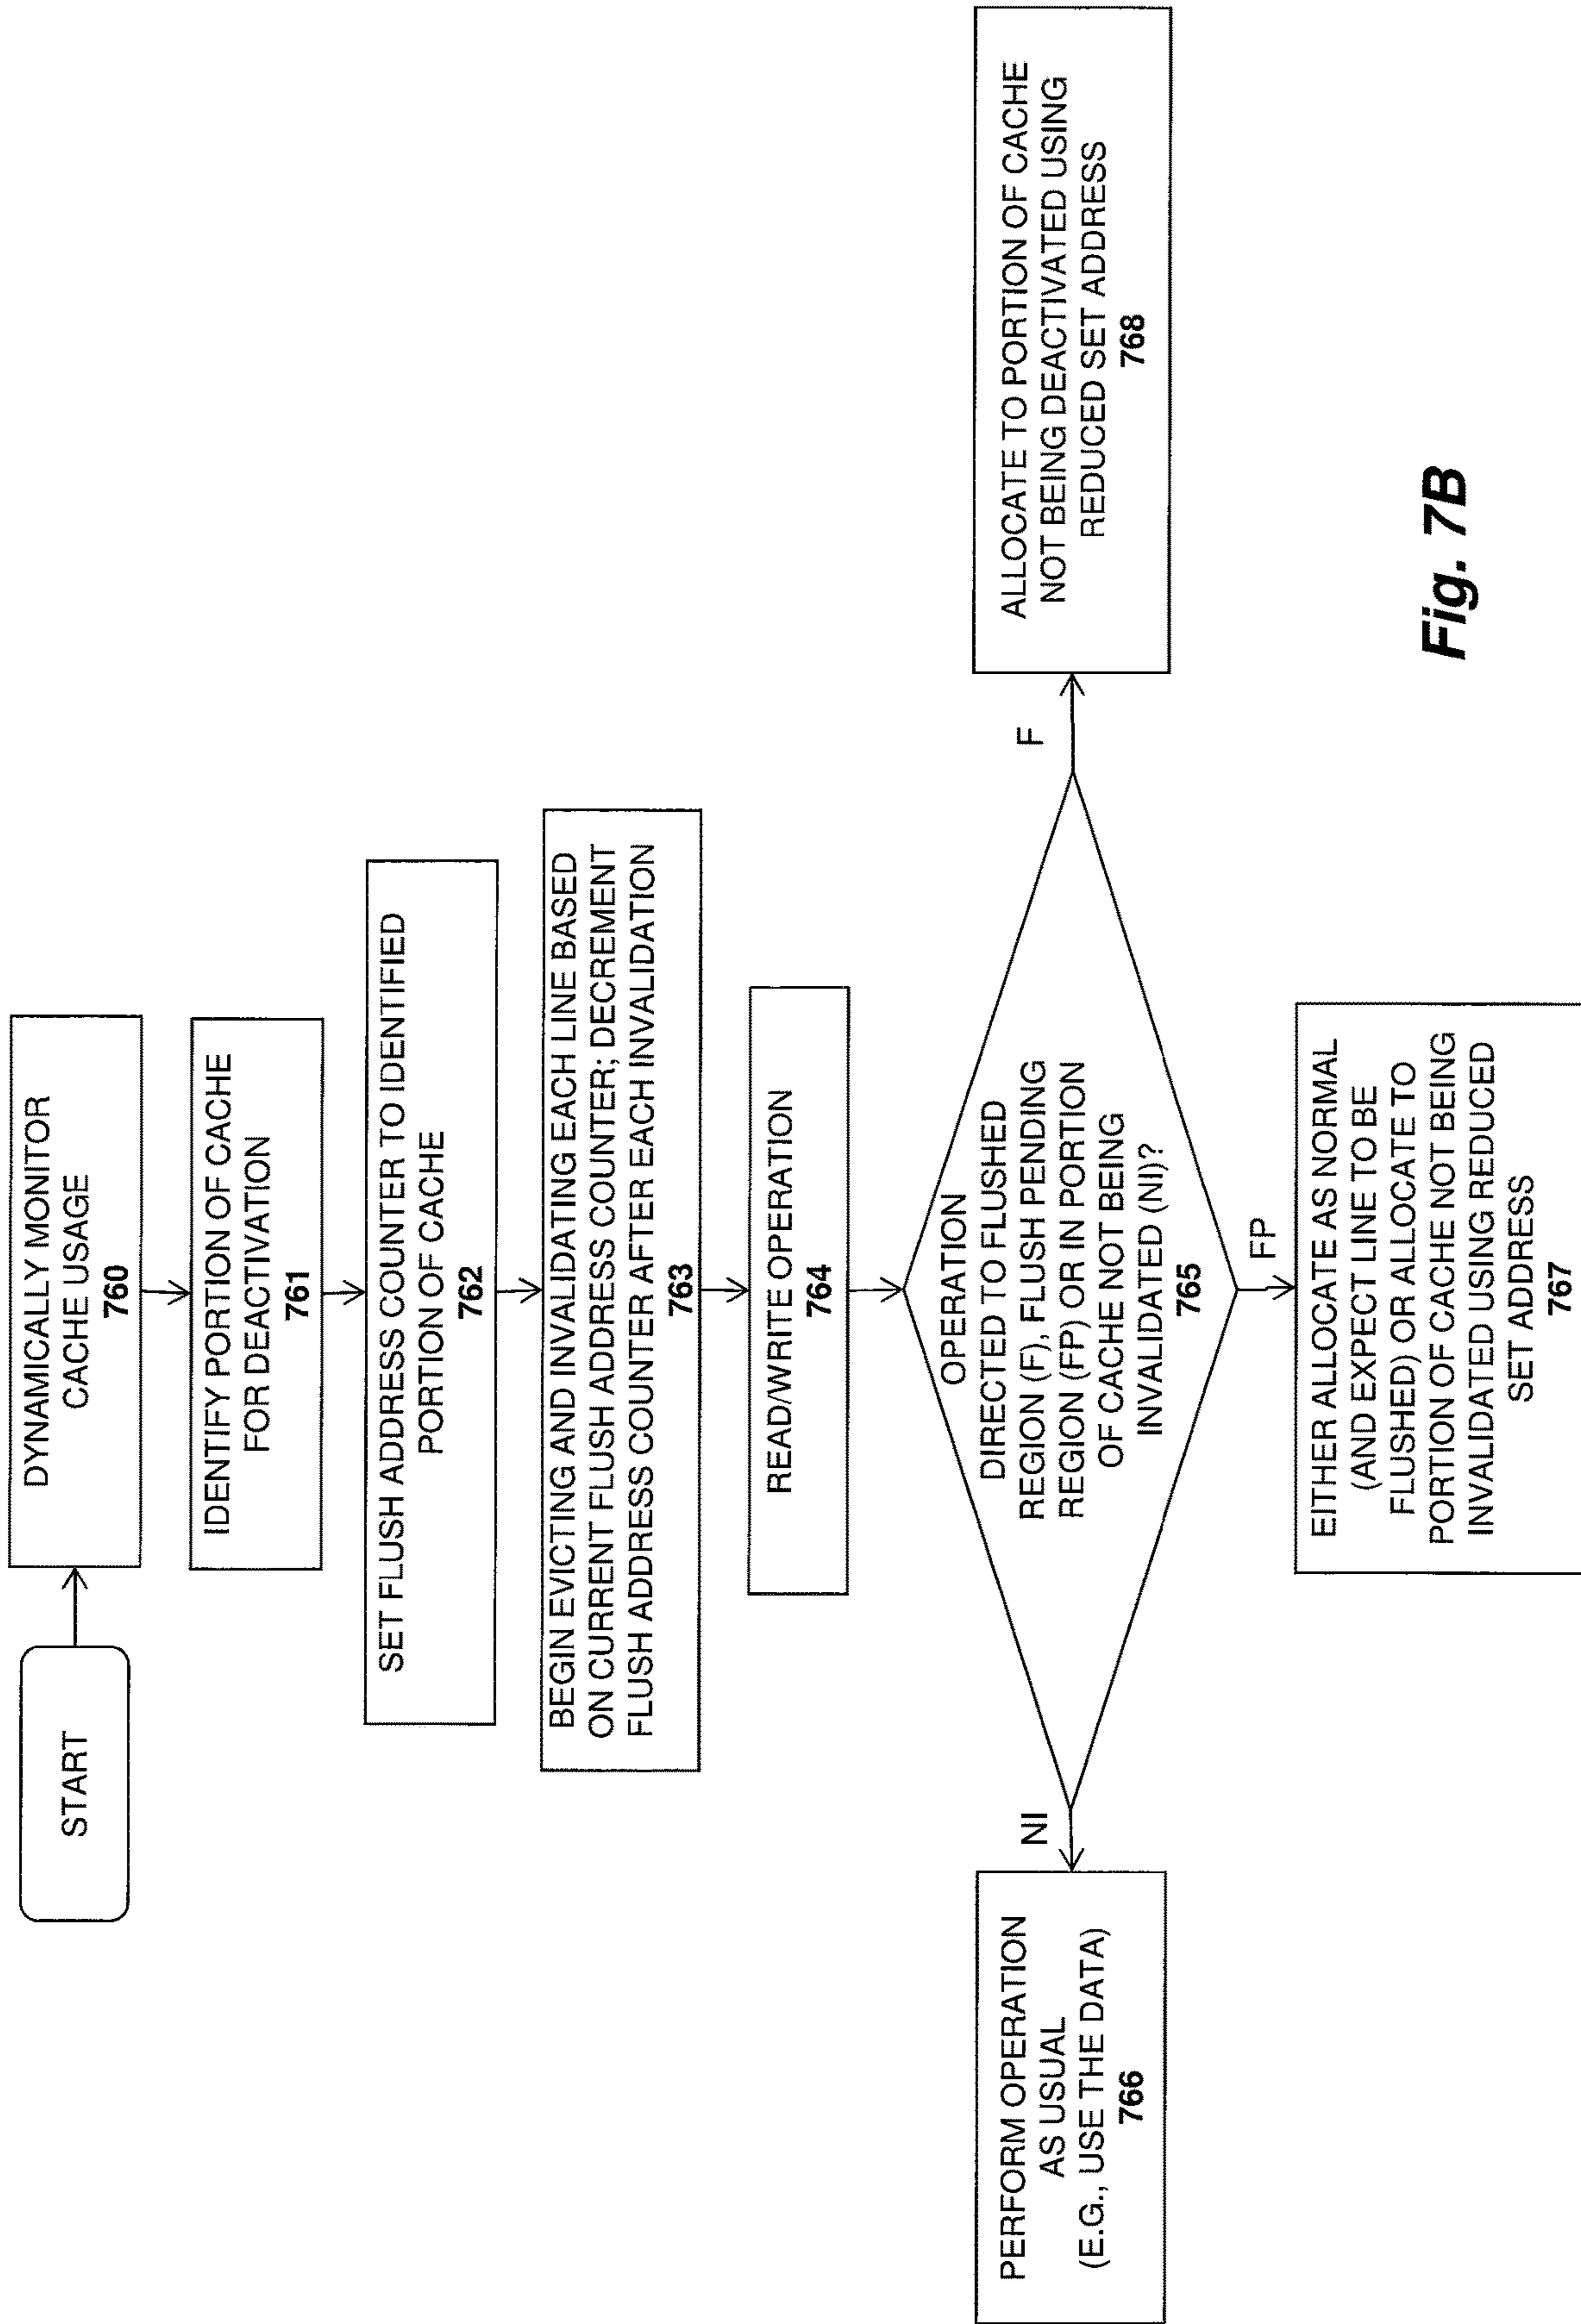 START
DYNAMICALLY MONITOR
CACHE USAGE
760
IDENTIFY PORTION OF CACHE
FOR DEACTIVATION
761
SET FLUSH ADDRESS COUNTER TO IDENTIFIED
PORTION OF CACHE
762
BEGIN EVICTING AND INVALIDATING EACH LINE BASED
ON CURRENT FLUSH ADDRESS COUNTER; DECREMENT
FLUSH ADDRESS COUNTER AFTER EACH INVALIDATION
763
READ/WRITE OPERATION
764
OPERATION
DIRECTED TO FLUSHED
REGION (F), FLUSH PENDING
REGION (FP) OR IN PORTION
OF CACHE NOT BEING
INVALIDATED (NI)?
765
NI
PERFORM OPERATION
AS USUAL
(E.G., USE THE DATA)
766
FP
EITHER ALLOCATE AS NORMAL
(AND EXPECT LINE TO BE
FLUSHED) OR ALLOCATE TO
PORTION OF CACHE NOT BEING
INVALIDATED USING REDUCED
SET ADDRESS
767
F
ALLOCATE TO PORTION OF CACHE
NOT BEING DEACTIVATED USING
REDUCED SET ADDRESS
768
Fig. 7B